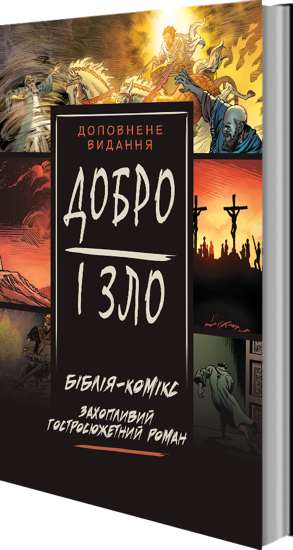 ДОПОВНЕНЕ
ВИДАННЯ
ДОБРО
І ЗЛО
БІБЛІЯ-КОМІКС
ЗАХОПЛИВИЙ
ГОСТРОСЮЖЕТНИЙ РОМАН